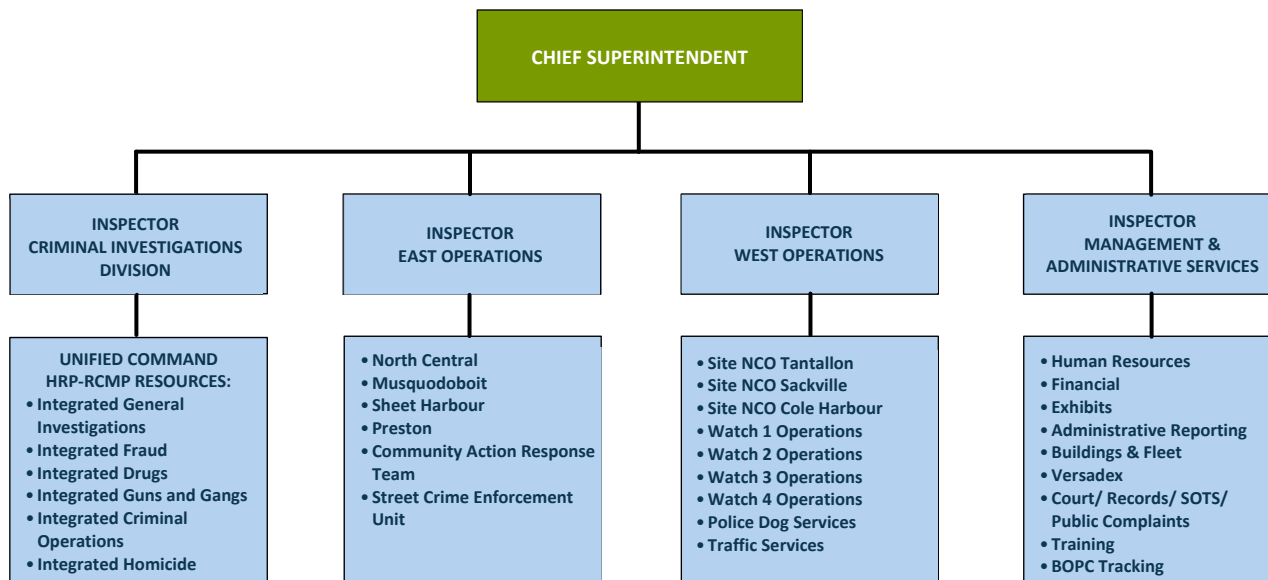 CHIEF SUPERINTENDENT
INSPECTOR
CRIMINAL INVESTIGATIONS
DIVISION
UNIFIED COMMAND
HRP-RCMP RESOURCES:
• Integrated General
Investigations
• Integrated Fraud
• Integrated Drugs
• Integrated Guns and Gangs
• Integrated Criminal
Operations
• Integrated Homicide
INSPECTOR
EAST OPERATIONS
• North Central
• Musquodoboit
• Sheet Harbour
• Preston
• Community Action Response
Team
• Street Crime Enforcement
Unit
INSPECTOR
WEST OPERATIONS
• Site NCO Tantallon
• Site NCO Sackville
• Site NCO Cole Harbour
• Watch 1 Operations
• Watch 2 Operations
• Watch 3 Operations
• Watch 4 Operations
• Police Dog Services
• Traffic Services
INSPECTOR
MANAGEMENT &
ADMINISTRATIVE SERVICES
• Human Resources
• Financial
• Exhibits
• Administrative Reporting
• Buildings & Fleet
• Versadex
• Court/ Records/ SOTS/
Public Complaints
• Training
• BOPC Tracking